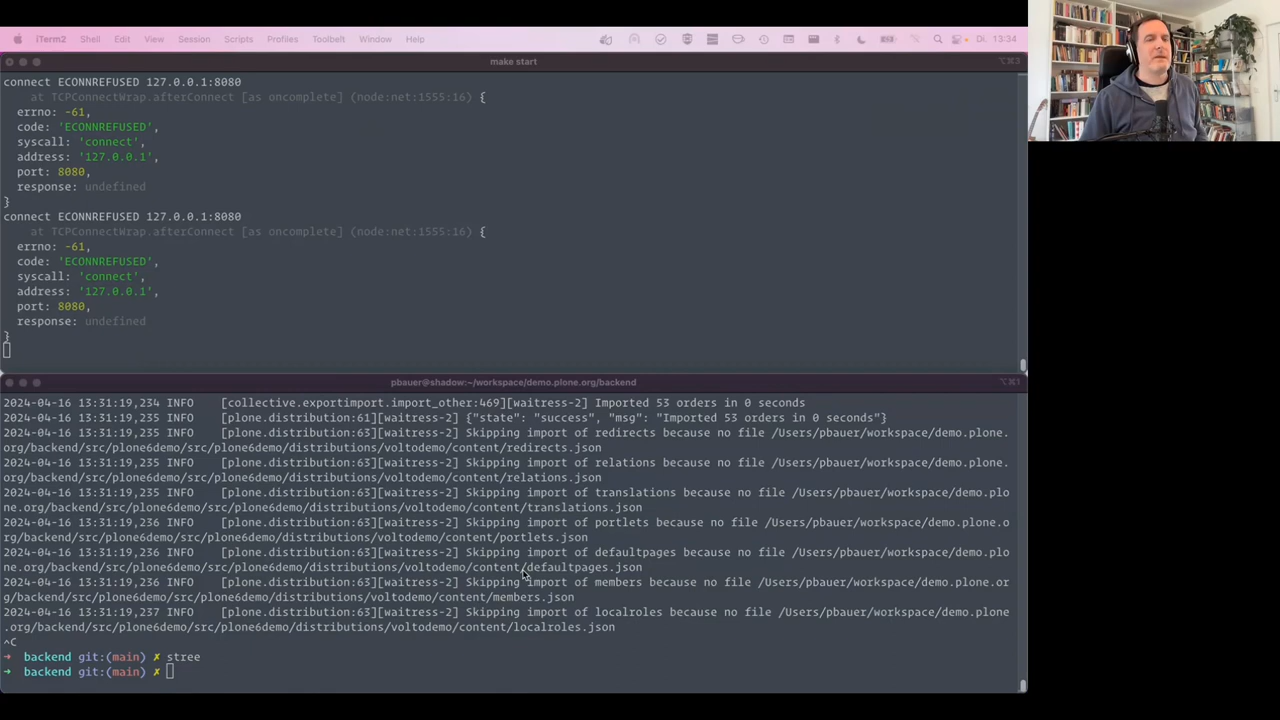 iTerm2 Shell Edit View Session Scripts Profiles Toolbelt Window Help Di. 13:34
make start
connect ECONNREFUSED 127.0.0.1:8080
at TCPConnectWrap.afterConnect [as oncomplete] (node:net:1555:16) {
errno: -61,
code: 'ECONNREFUSED',
syscall: 'connect',
address: '127.0.0.1',
port: 8080,
response: undefined
}
connect ECONNREFUSED 127.0.0.1:8080
at TCPConnectWrap.afterConnect [as oncomplete] (node:net:1555:16) {
errno: -61,
code: 'ECONNREFUSED',
syscall: 'connect',
address: '127.0.0.1',
port: 8080,
response: undefined
}
pbauer@shadow:~/workspace/demo.plone.org/backend
2024-04-16 13:31:19,234 INFO [collective.exportimport.import_other:469][waitress-2] Imported 53 orders in 0 seconds
2024-04-16 13:31:19,235 INFO [plone.distribution:61][waitress-2] {"state": "success", "msg": "Imported 53 orders in 0 seconds"}
2024-04-16 13:31:19,235 INFO [plone.distribution:63][waitress-2] Skipping import of redirects because no file /Users/pbauer/workspace/demo.plone.
org/backend/src/plone6demo/src/plone6demo/distributions/voltodemo/content/redirects.json
2024-04-16 13:31:19,235 INFO [plone.distribution:63][waitress-2] Skipping import of relations because no file /Users/pbauer/workspace/demo.plone.
org/backend/src/plone6demo/src/plone6demo/distributions/voltodemo/content/relations.json
2024-04-16 13:31:19,235 INFO [plone.distribution:63][waitress-2] Skipping import of translations because no file /Users/pbauer/workspace/demo.plo
ne.org/backend/src/plone6demo/src/plone6demo/distributions/voltodemo/content/translations.json
2024-04-16 13:31:19,236 INFO [plone.distribution:63][waitress-2] Skipping import of portlets because no file /Users/pbauer/workspace/demo.plone.o
rg/backend/src/plone6demo/src/plone6demo/distributions/voltodemo/content/portlets.json
2024-04-16 13:31:19,236 INFO [plone.distribution:63][waitress-2] Skipping import of defaultpages because no file /Users/pbauer/workspace/demo.plo
ne.org/backend/src/plone6demo/src/plone6demo/distributions/voltodemo/content/defaultpages.json
2024-04-16 13:31:19,236 INFO [plone.distribution:63][waitress-2] Skipping import of members because no file /Users/pbauer/workspace/demo.plone.or
g/backend/src/plone6demo/src/plone6demo/distributions/voltodemo/content/members.json
2024-04-16 13:31:19,237 INFO [plone.distribution:63][waitress-2] Skipping import of localroles because no file /Users/pbauer/workspace/demo.plone
.org/backend/src/plone6demo/src/plone6demo/distributions/voltodemo/content/localroles.json
^C
➜ backend git:(main) ✗ stree
➜ backend git:(main) ✗